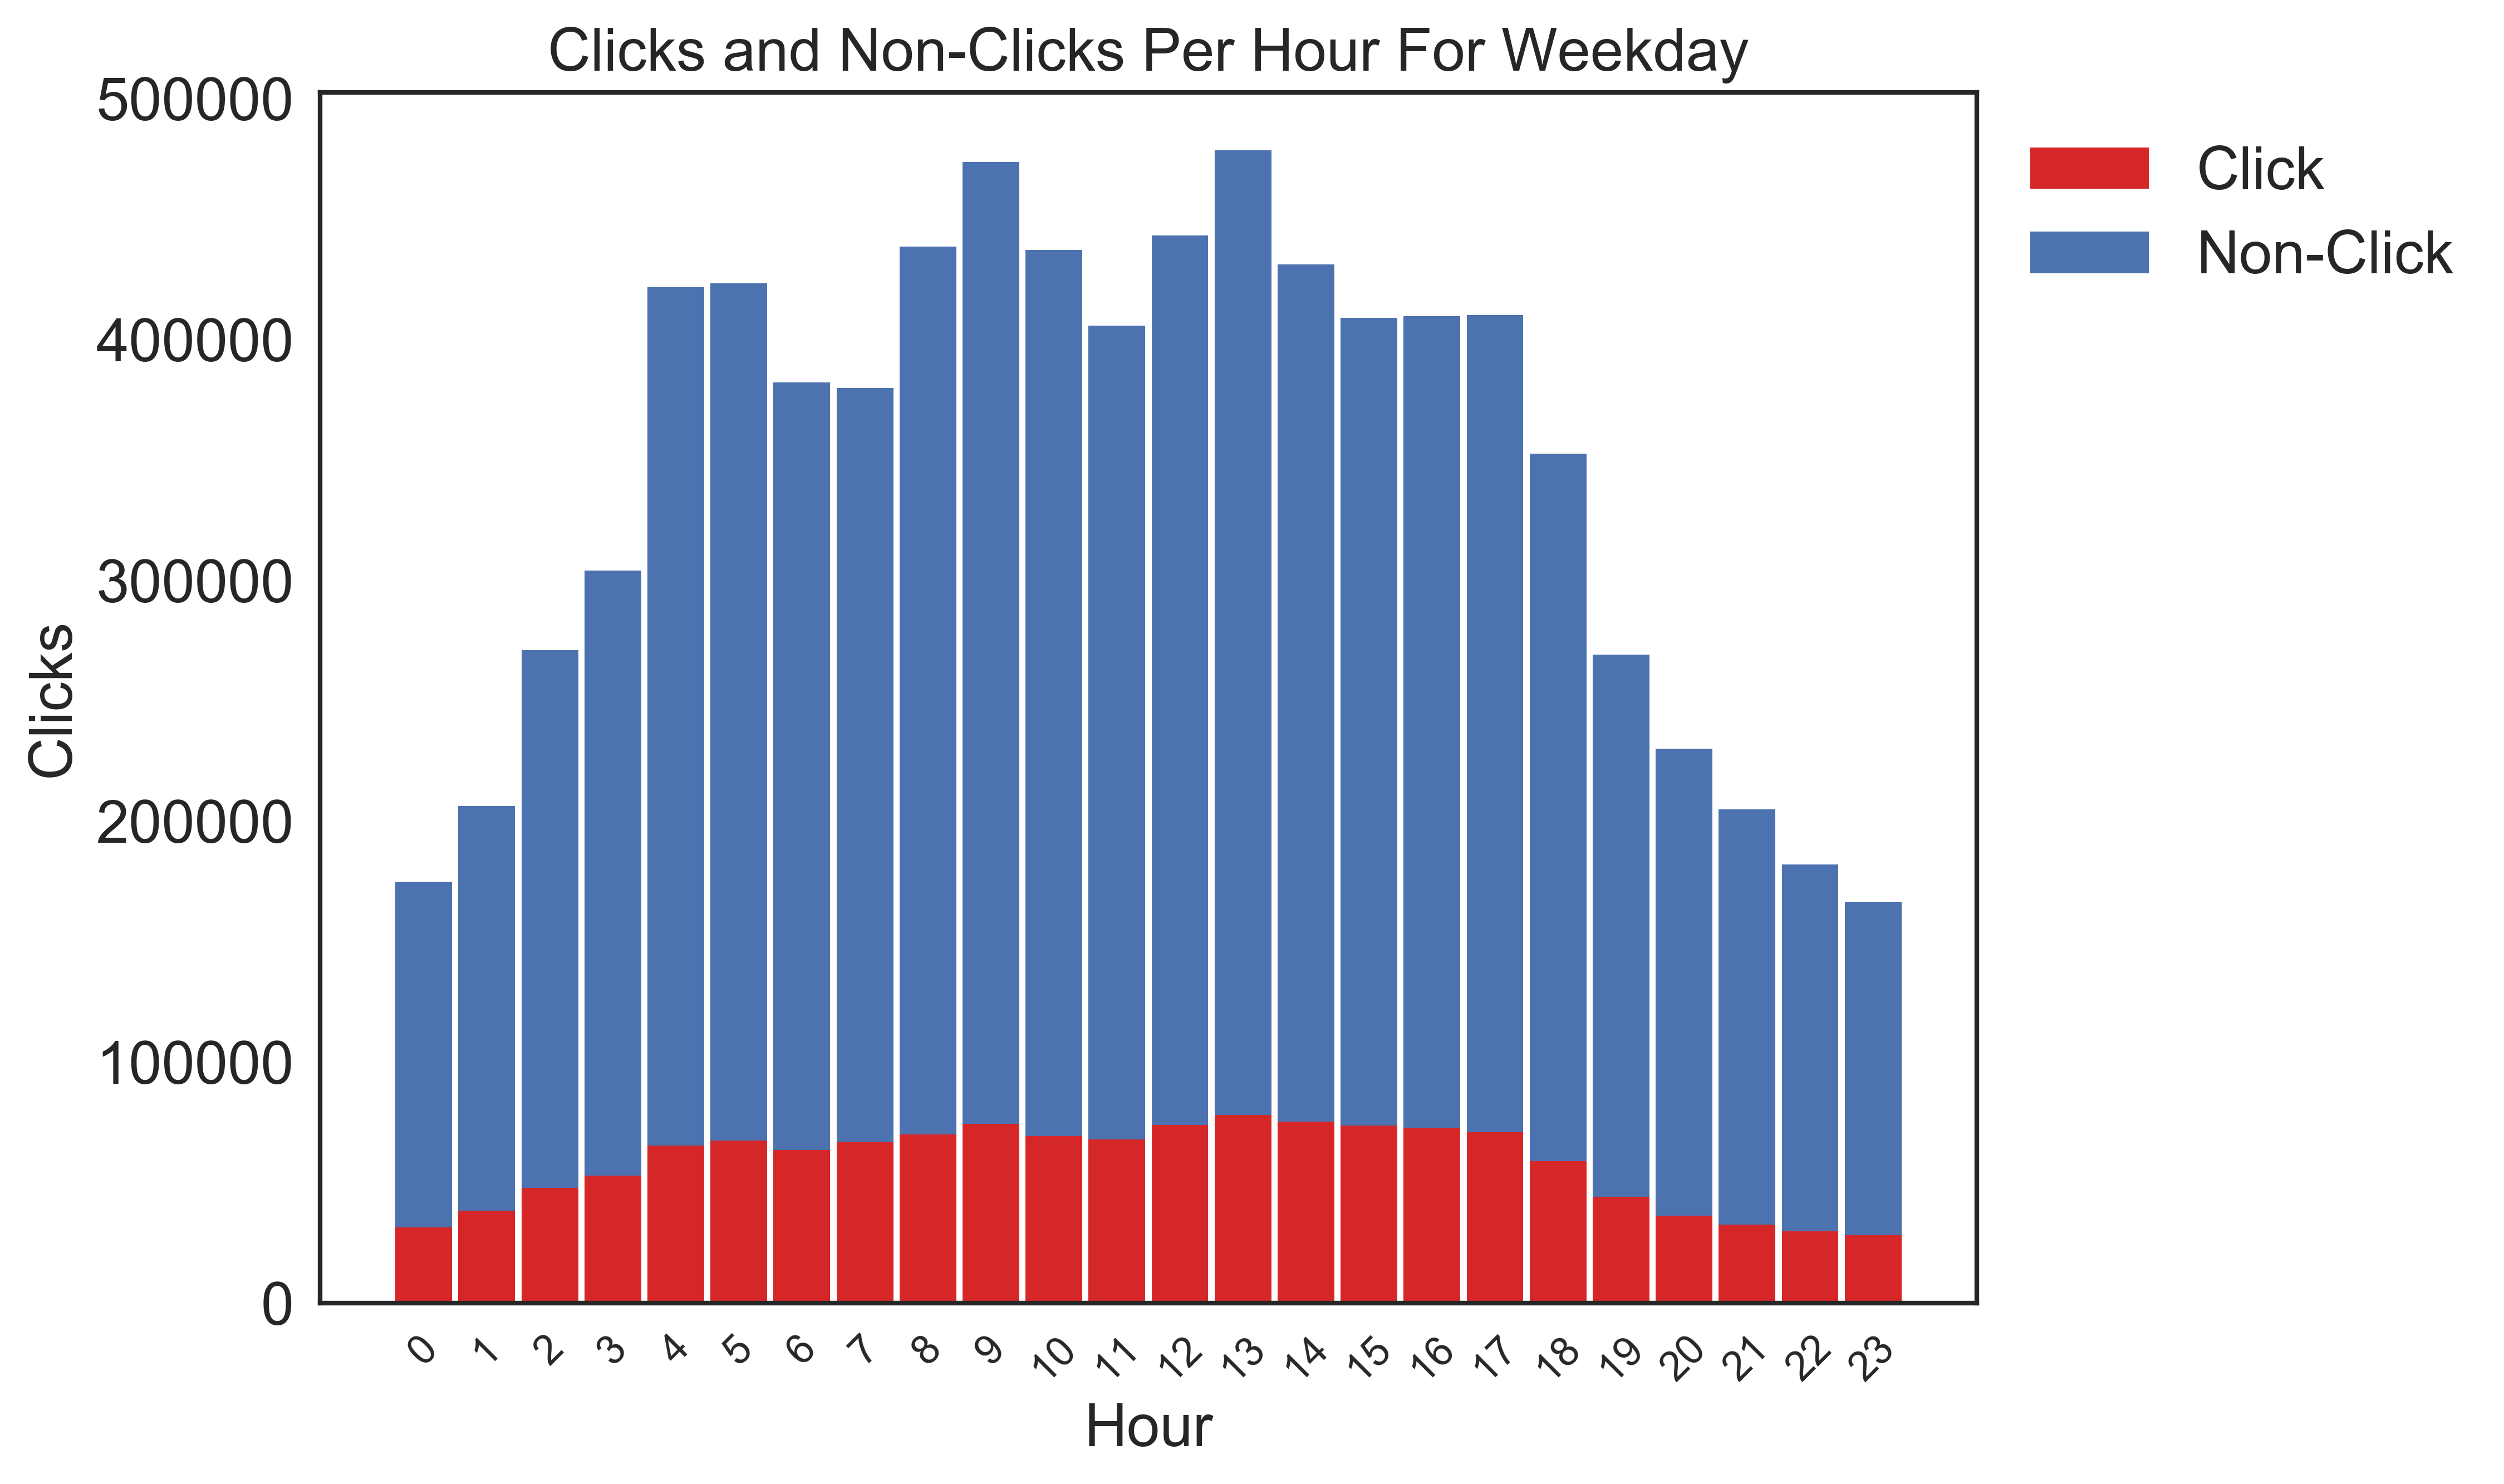 Clicks and Non-Clicks Per Hour For Weekday
500000
400000
300000
200000
100000
0
Clicks
0 1 2 3 4 5 6 7 8 9 10 11 12 13 14 15 16 17 18 19 20 21 22 23
Hour
Click
Non-Click